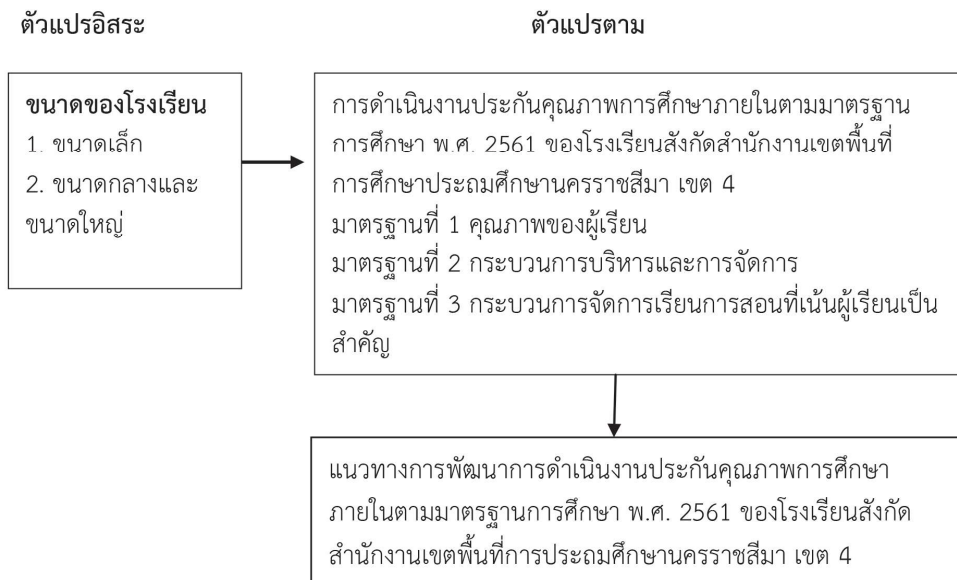 ตัวแปรอิสระ
ตัวแปรตาม
ขนาดของโรงเรียน
1. ขนาดเล็ก
2. ขนาดกลางและ
ขนาดใหญ่
การดำเนินงานประกันคุณภาพการศึกษาภายในตามมาตรฐาน
การศึกษา พ.ศ. 2561 ของโรงเรียนสังกัดสำนักงานเขตพื้นที่
การศึกษาประถมศึกษานครราชสีมา เขต 4
มาตรฐานที่ 1 คุณภาพของผู้เรียน
มาตรฐานที่ 2 กระบวนการบริหารและการจัดการ
มาตรฐานที่ 3 กระบวนการจัดการเรียนการสอนที่เน้นผู้เรียนเป็น
สำคัญ
แนวทางการพัฒนาการดำเนินงานประกันคุณภาพการศึกษา
ภายในตามมาตรฐานการศึกษา พ.ศ. 2561 ของโรงเรียนสังกัด
สำนักงานเขตพื้นที่การประถมศึกษานครราชสีมา เขต 4